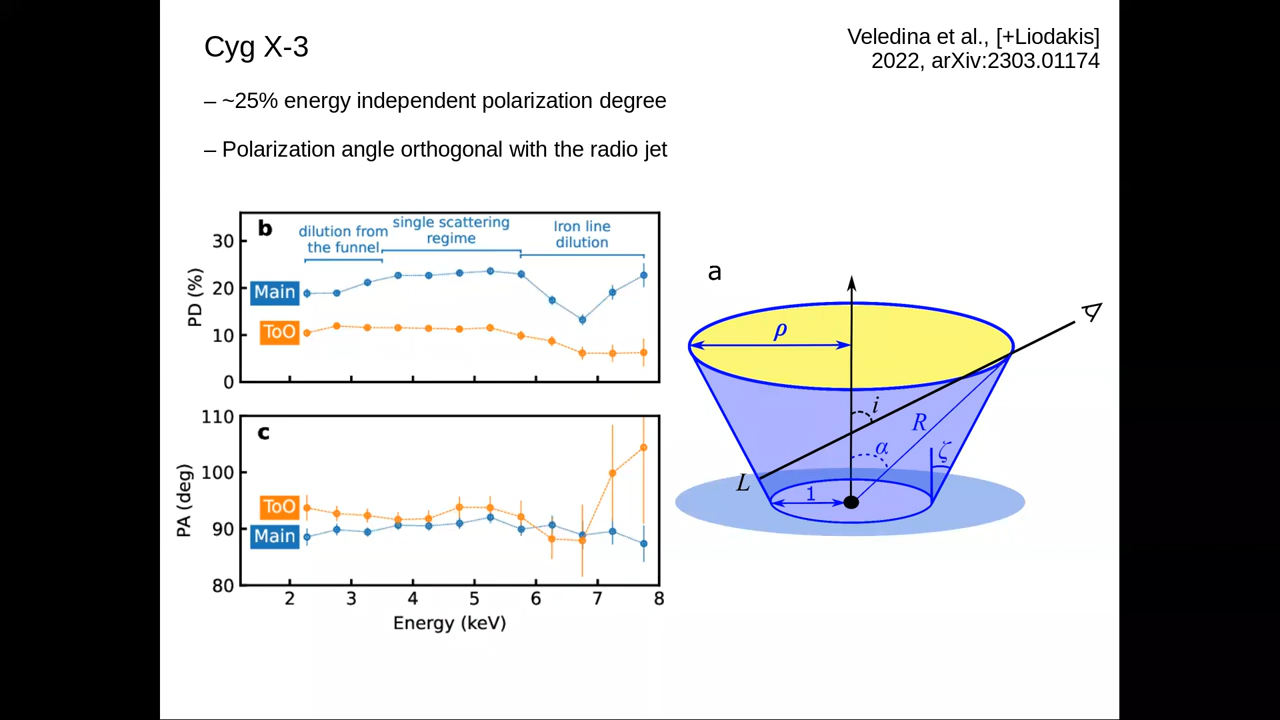 Cyg X-3
Veledina et al., [+Liodakis]
2022, arXiv:2303.01174
– ~25% energy independent polarization degree
– Polarization angle orthogonal with the radio jet
b
dilution from
the funnel
single scattering
regime
Iron line
dilution
PD (%)
30
20
10
0
Main
ToO
c
PA (deg)
110
100
90
80
ToO
Main
2 3 4 5 6 7 8
Energy (keV)
a
ρ
i
R
α
ζ
L
1